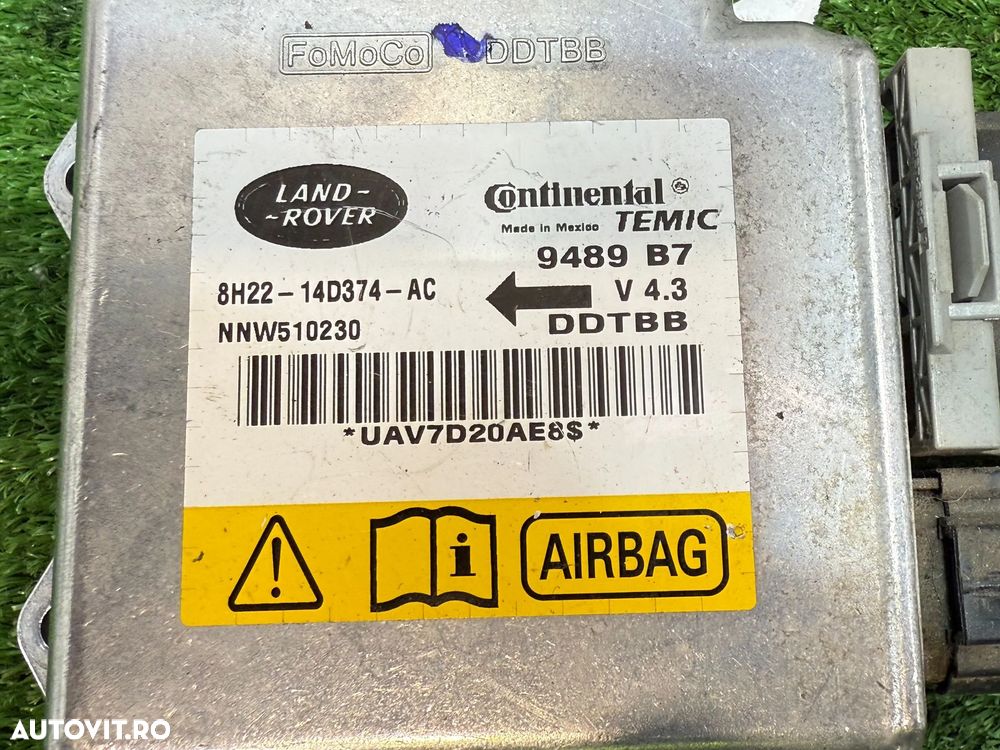 FoMoCo DDTBB
LAND-
-ROVER
Continental
Made in Mexico TEMIC
9489 B7
8H22-14D374-AC
V 4.3
NNW510230
DDTBB
*UAV7D20AE8$*
i
AIRBAG
AUTOVIT.RO